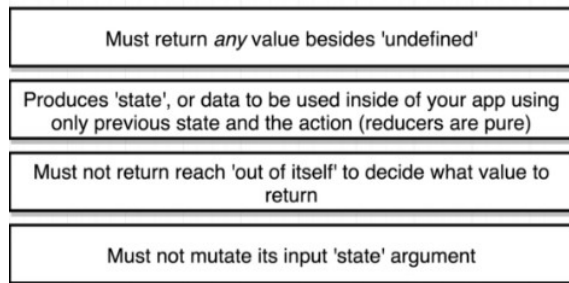 Must return any value besides 'undefined'
Produces 'state', or data to be used inside of your app using
only previous state and the action (reducers are pure)
Must not return reach 'out of itself' to decide what value to
return
Must not mutate its input 'state' argument